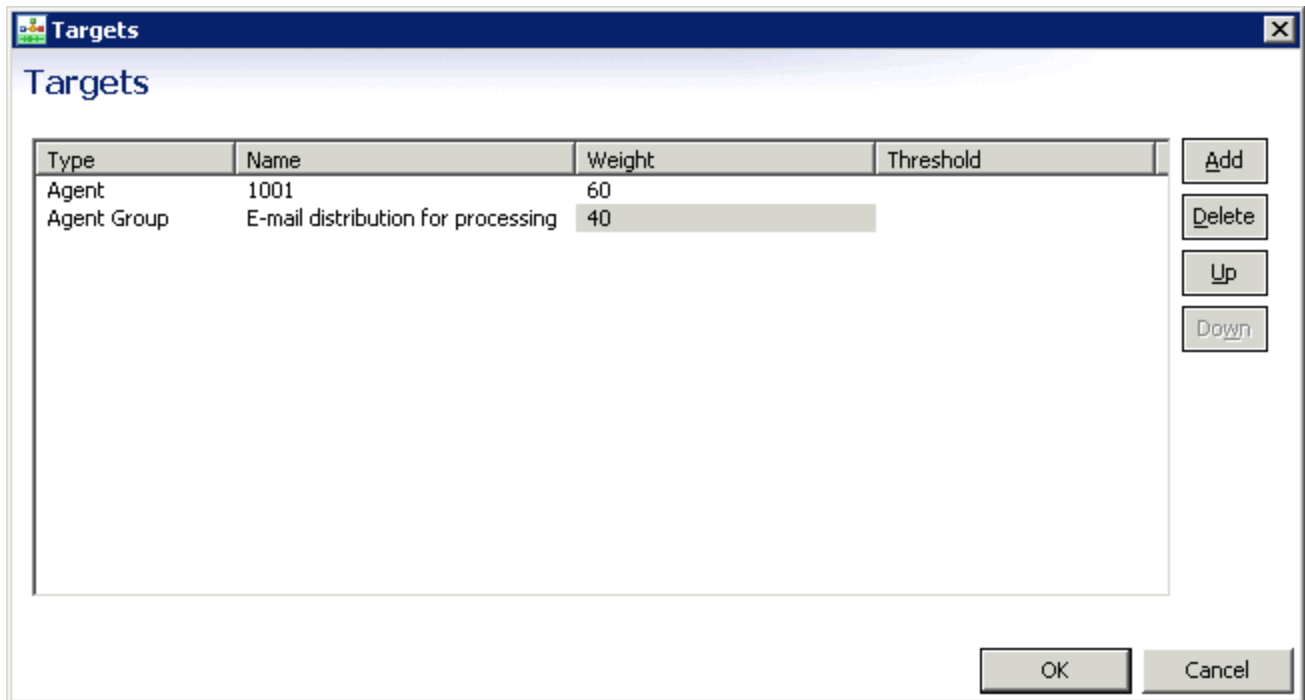 Targets
Targets
Type Name Weight Threshold
Agent 1001 60
Agent Group E-mail distribution for processing 40
Add
Delete
Up
Down
OK Cancel